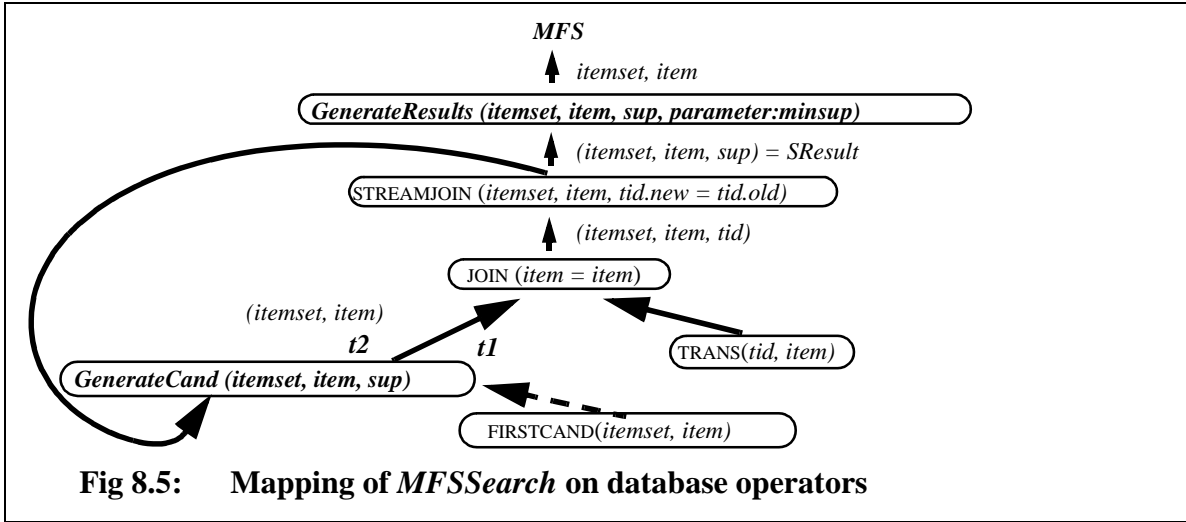 MFS
itemset, item
GenerateResults (itemset, item, sup, parameter:minsup)
(itemset, item, sup) = SResult
STREAMJOIN (itemset, item, tid.new = tid.old)
(itemset, item, tid)
JOIN (item = item)
(itemset, item)
t2 t1
TRANS(tid, item)
GenerateCand (itemset, item, sup)
FIRSTCAND(itemset, item)
Fig 8.5: Mapping of MFSSearch on database operators